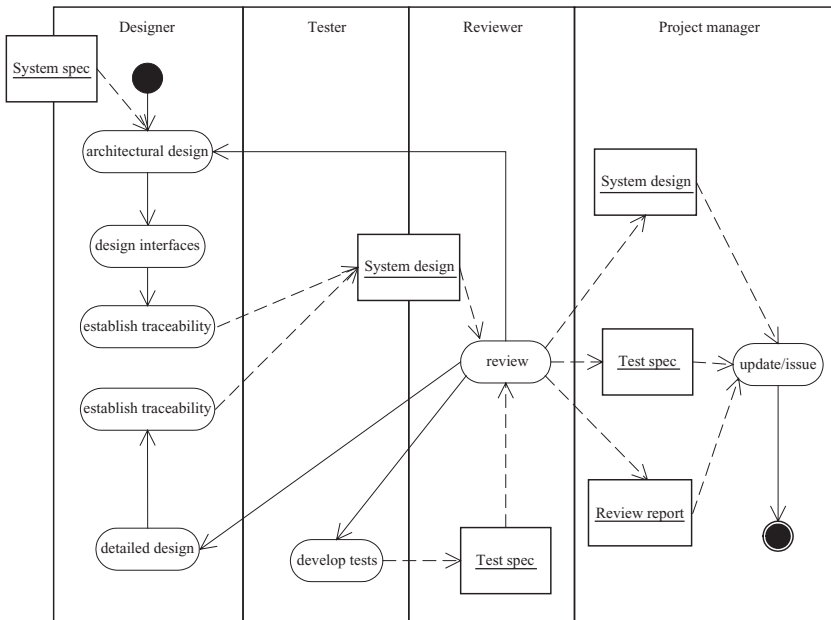 Designer
Tester
Reviewer
Project manager
System spec
architectural design
System design
design interfaces
System design
establish traceability
review
Test spec
update/issue
establish traceability
Review report
detailed design
develop tests
Test spec